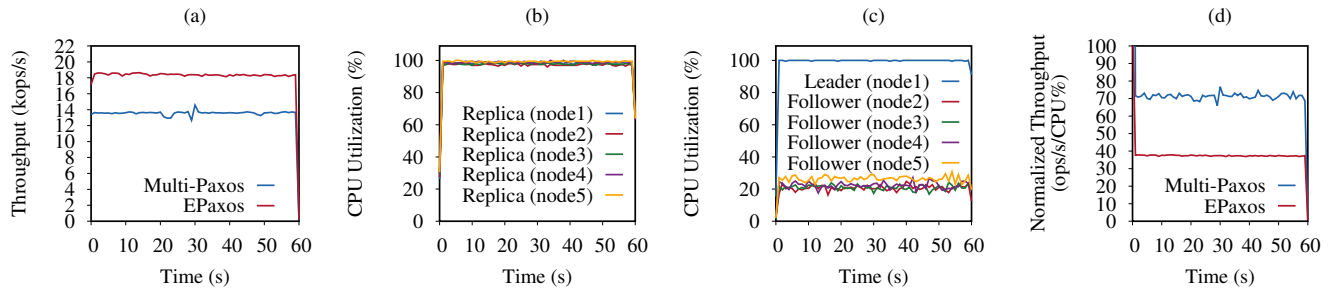 (a)
Throughput (kops/s)
22
20
18
16
14
12
10
8
6
4
2
0
Multi-Paxos
EPaxos
0 10 20 30 40 50 60
Time (s)
(b)
CPU Utilization (%)
100
80
60
40
20
0
Replica (node1)
Replica (node2)
Replica (node3)
Replica (node4)
Replica (node5)
0 10 20 30 40 50 60
Time (s)
(c)
CPU Utilization (%)
100
80
60
40
20
0
Leader (node1)
Follower (node2)
Follower (node3)
Follower (node4)
Follower (node5)
0 10 20 30 40 50 60
Time (s)
(d)
Normalized Throughput
(ops/s/CPU%)
100
90
80
70
60
50
40
30
20
10
0
Multi-Paxos
EPaxos
0 10 20 30 40 50 60
Time (s)